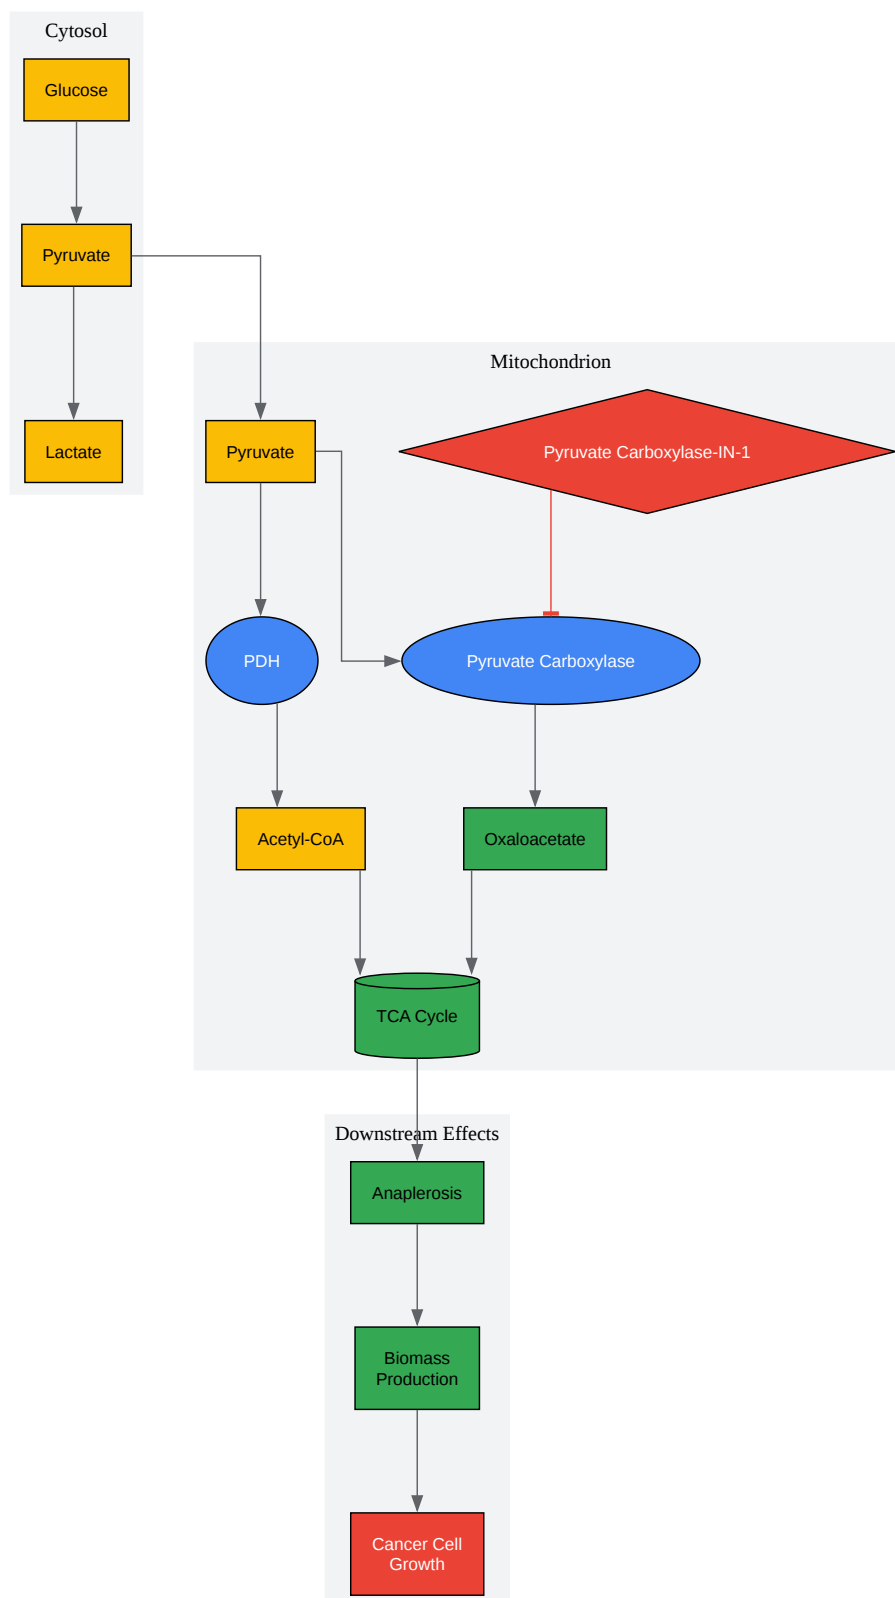 Cytosol
Glucose
Pyruvate
Lactate
Mitochondrion
Pyruvate
Pyruvate Carboxylase-IN-1
PDH
Pyruvate Carboxylase
Acetyl-CoA
Oxaloacetate
TCA Cycle
Downstream Effects
Anaplerosis
Biomass
Production
Cancer Cell
Growth